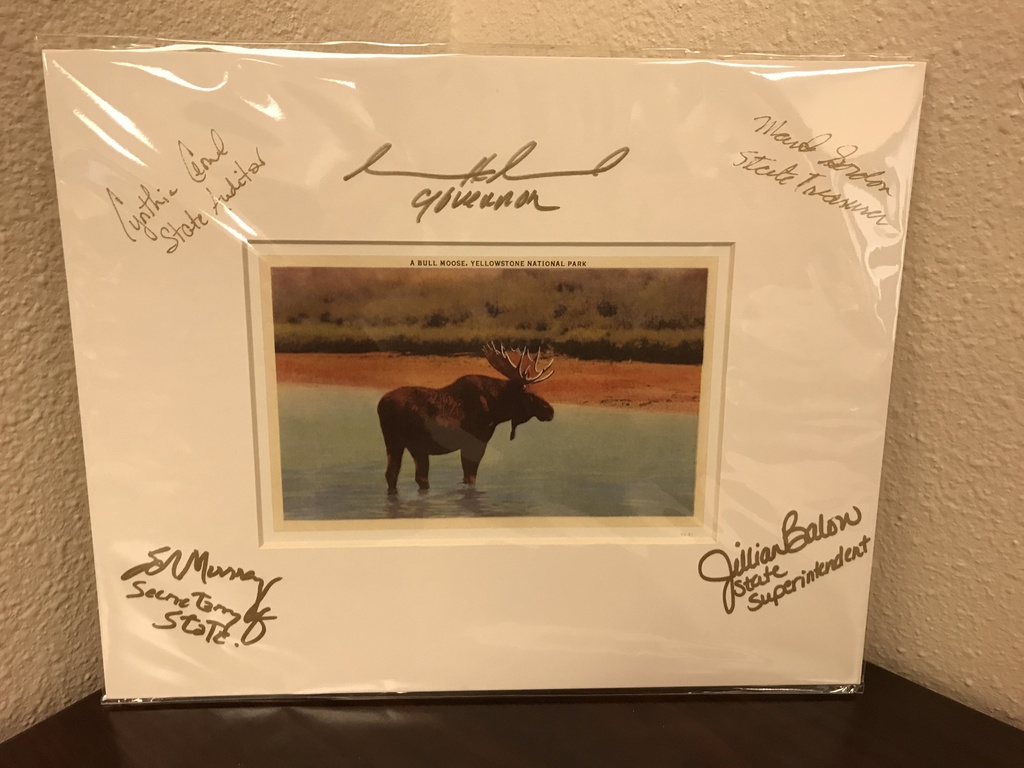 Cynthia Cloud
State Auditor
Governor
Mark Gordon
State Treasurer
A BULL MOOSE, YELLOWSTONE NATIONAL PARK
Ed Murray
Secretary of
State.
Jillian Balow
State
Superintendent